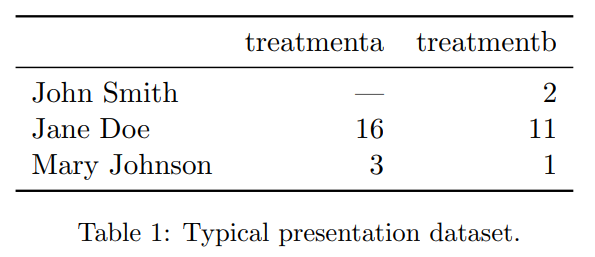 treatmenta treatmentb
John Smith — 2
Jane Doe 16 11
Mary Johnson 3 1
Table 1: Typical presentation dataset.